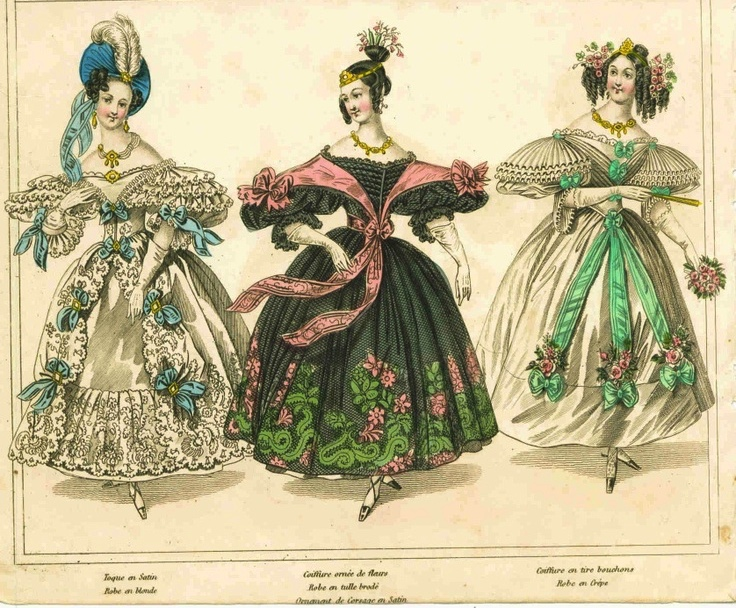 Toque en Satin
Robe en blonde
Coiffure ornée de fleurs
Robe en tulle brodé
Ornement de Corsage en Satin
Coiffure en tire bouchons
Robe en Crêpe